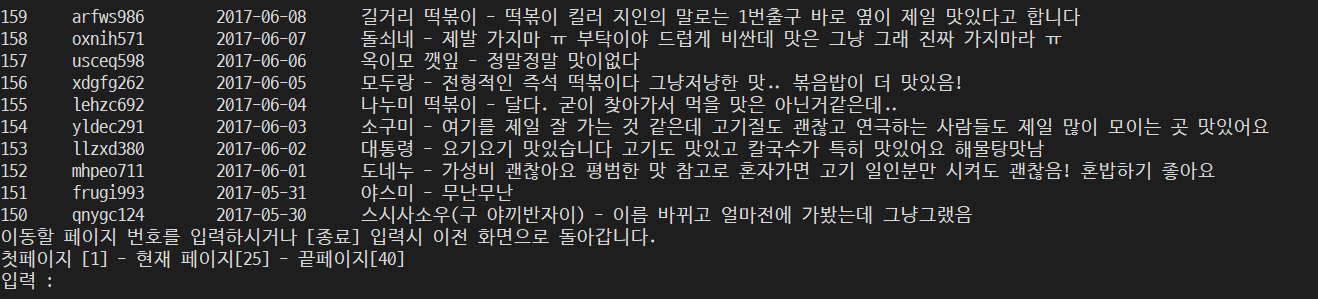 159 arfws986 2017-06-08 길거리 떡볶이 - 떡볶이 킬러 지인의 말로는 1번출구 바로 옆이 제일 맛있다고 합니다
158 oxnih571 2017-06-07 돌쇠네 - 제발 가지마 ㅠ 부탁이야 드럽게 비싼데 맛은 그냥 그래 진짜 가지마라 ㅠ
157 usceq598 2017-06-06 옥이모 깻잎 - 정말정말 맛이없다
156 xdgfg262 2017-06-05 모두랑 - 전형적인 즉석 떡볶이다 그냥저냥한 맛.. 볶음밥이 더 맛있음!
155 lehzc692 2017-06-04 나누미 떡볶이 - 달다. 굳이 찾아가서 먹을 맛은 아닌거같은데..
154 yldec291 2017-06-03 소구미 - 여기를 제일 잘 가는 것 같은데 고기질도 괜찮고 연극하는 사람들도 제일 많이 모이는 곳 맛있어요
153 llzxd380 2017-06-02 대통령 - 요기요기 맛있습니다 고기도 맛있고 칼국수가 특히 맛있어요 해물탕맛남
152 mhpeo711 2017-06-01 도네누 - 가성비 괜찮아요 평범한 맛 참고로 혼자가면 고기 일인분만 시켜도 괜찮음! 혼밥하기 좋아요
151 frugi993 2017-05-31 야스미 - 무난무난
150 qnygc124 2017-05-30 스시사소우(구 야끼반자이) - 이름 바뀌고 얼마전에 가봤는데 그냥그랬음
이동할 페이지 번호를 입력하시거나 [종료] 입력시 이전 화면으로 돌아갑니다.
첫페이지 [1] - 현재 페이지[25] - 끝페이지[40]
입력 :